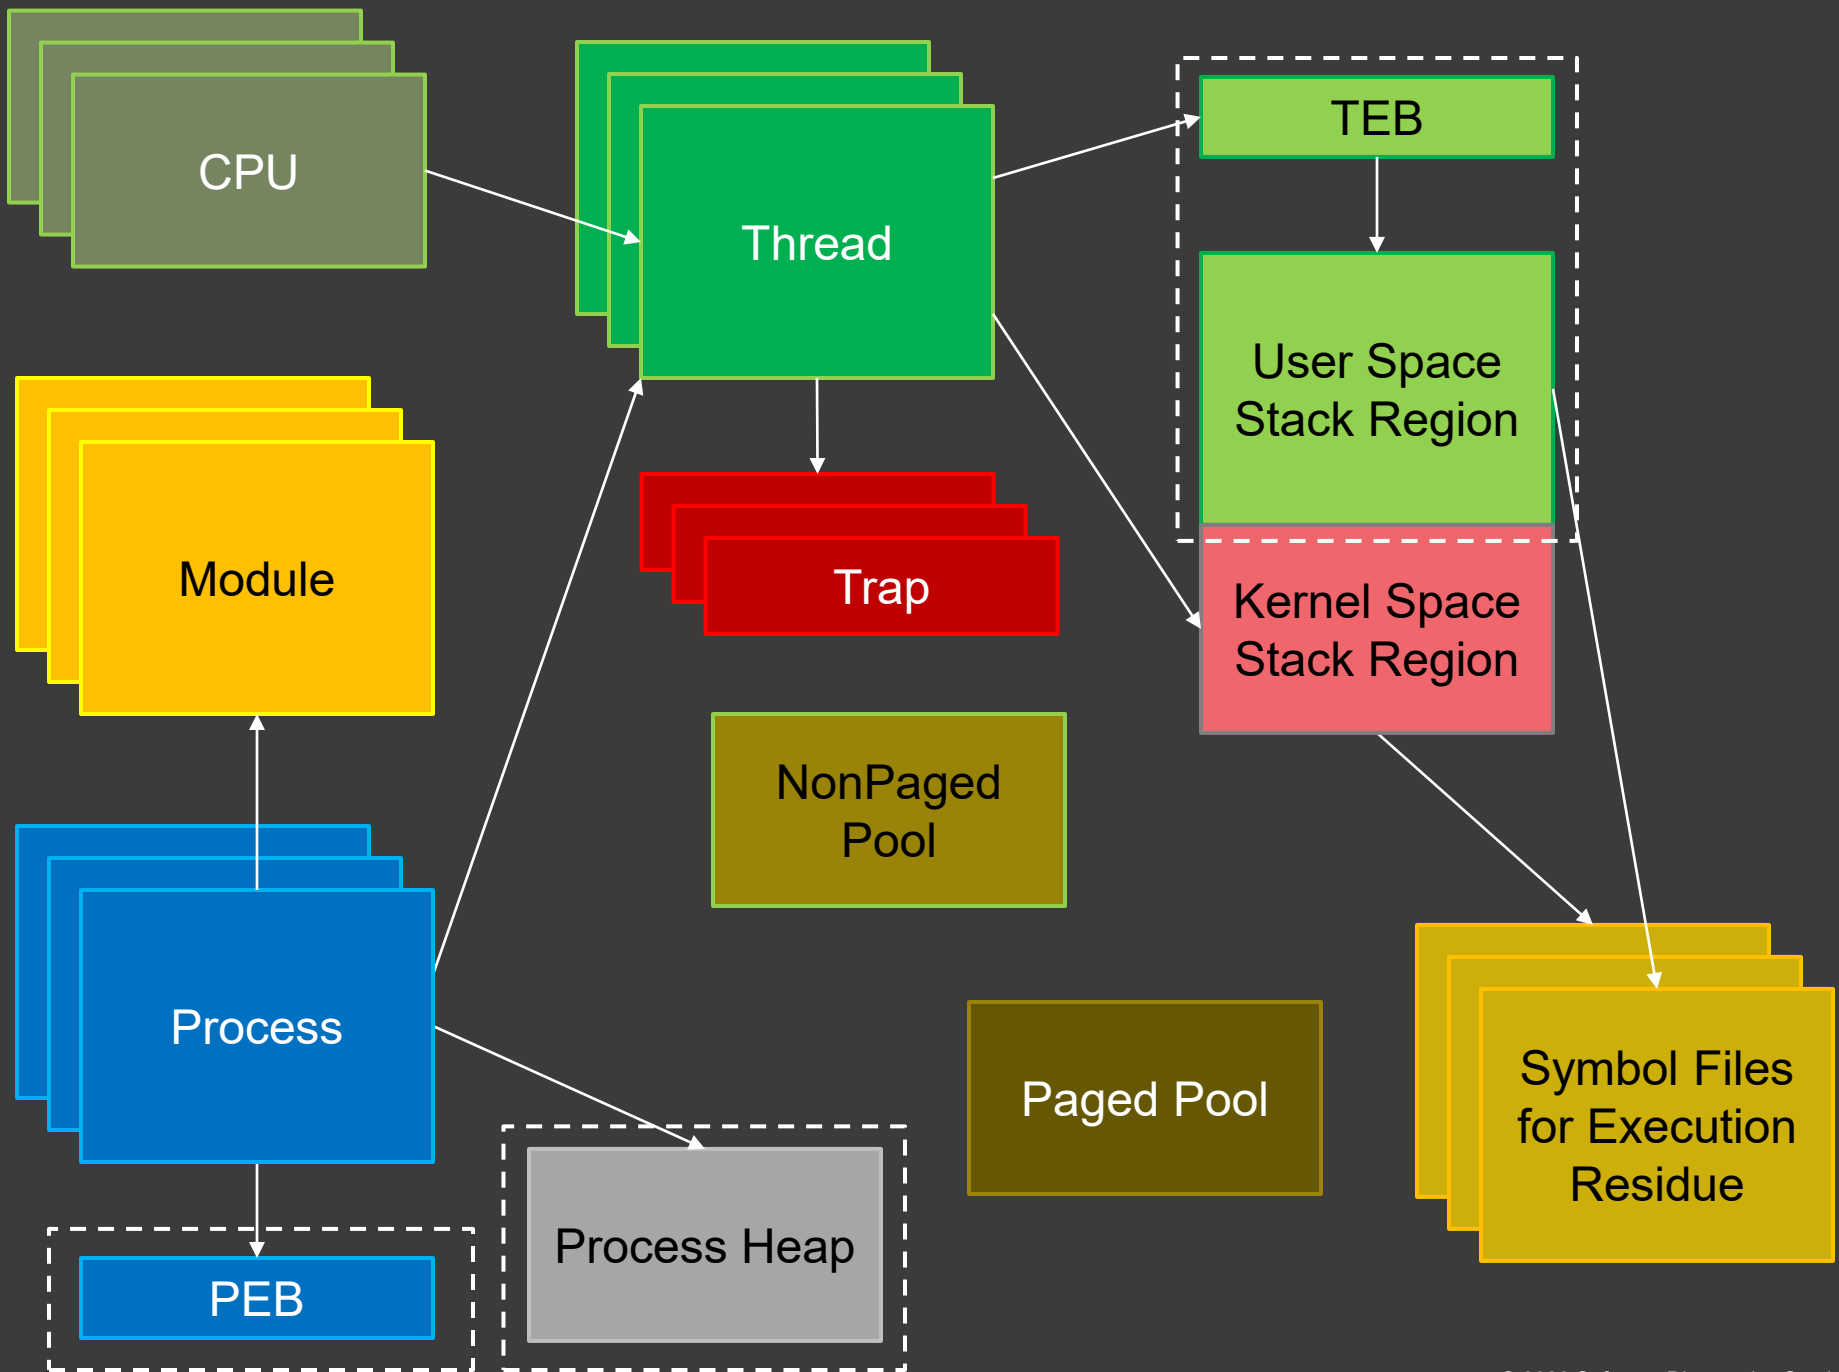 CPU
Thread
TEB
User Space
Stack Region
Module
Trap
Kernel Space
Stack Region
NonPaged
Pool
Process
Paged Pool
Symbol Files
for Execution
Residue
Process Heap
PEB